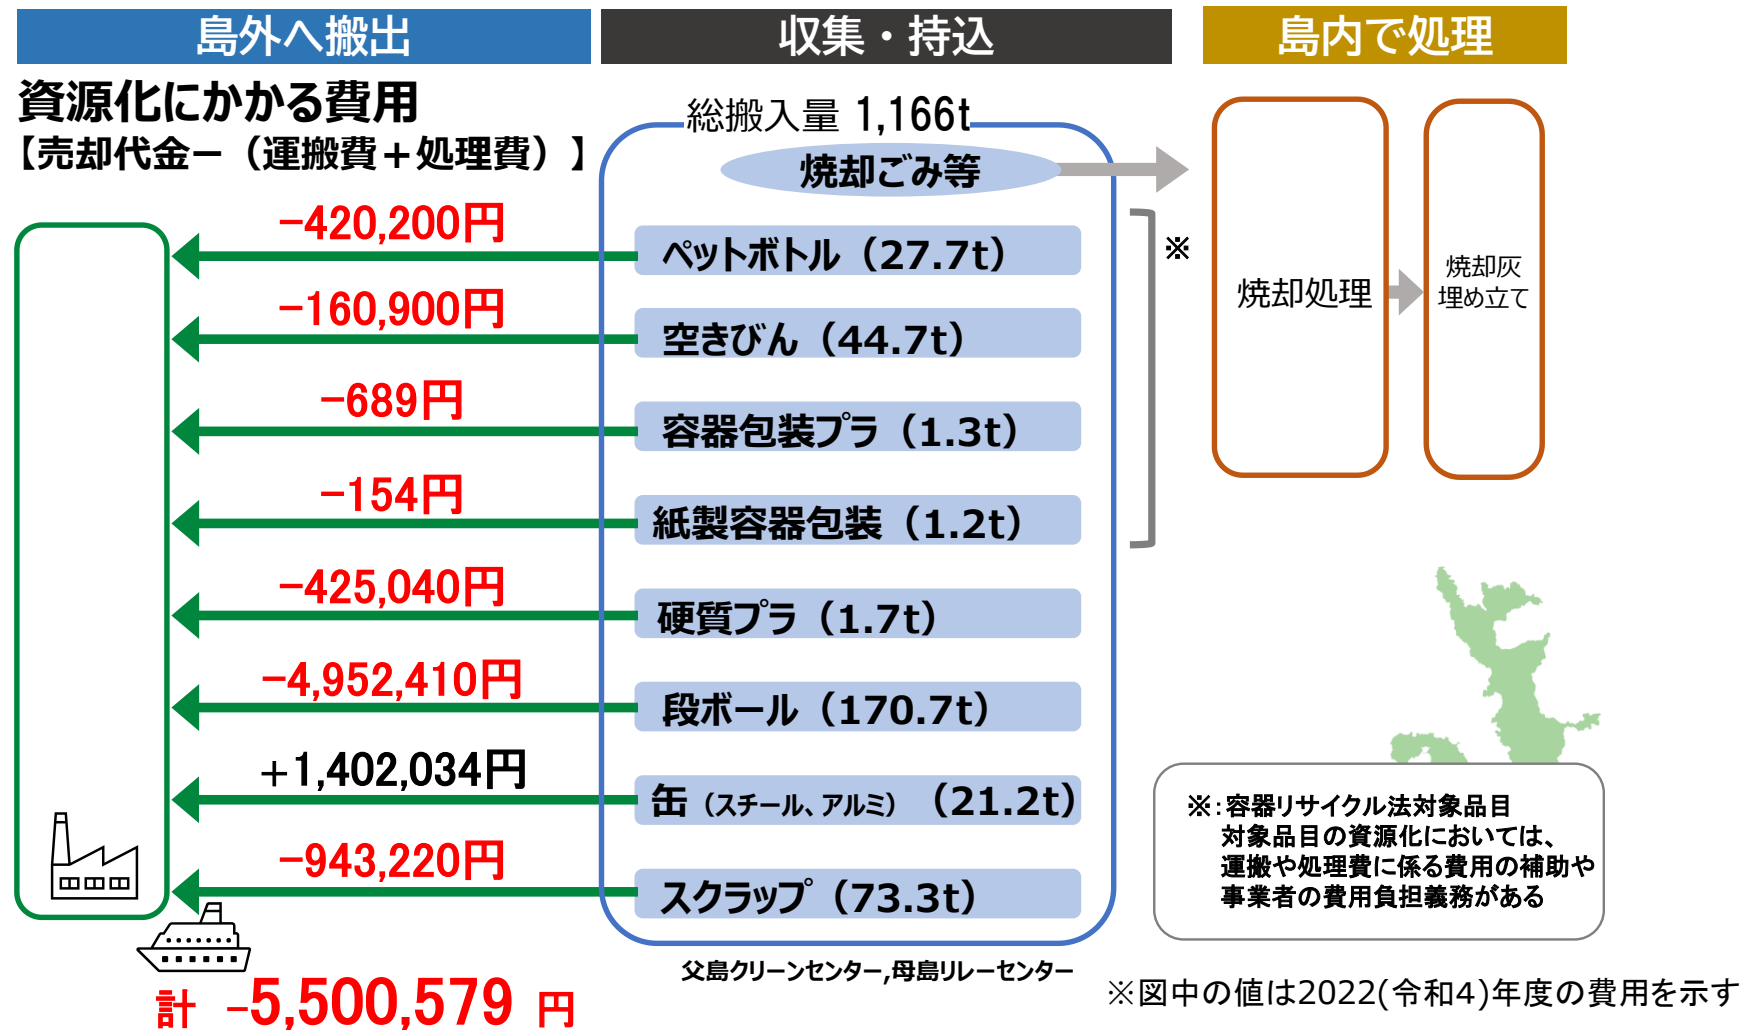 島外へ搬出
収集・持込
島内で処理
資源化にかかる費用
【売却代金ー（運搬費＋処理費）】
総搬入量 1,166t
焼却ごみ等
−420,200円
ペットボトル（27.7t）
※
−160,900円
空きびん（44.7t）
−689円
容器包装プラ（1.3t）
−154円
紙製容器包装（1.2t）
−425,040円
硬質プラ（1.7t）
−4,952,410円
段ボール（170.7t）
+1,402,034円
缶（スチール、アルミ）（21.2t）
−943,220円
スクラップ（73.3t）
計 −5,500,579 円
父島クリーンセンター,母島リレーセンター
焼却処理
焼却灰
埋め立て
※：容器リサイクル法対象品目
対象品目の資源化においては、
運搬や処理費に係る費用の補助や
事業者の費用負担義務がある
※図中の値は2022(令和4)年度の費用を示す